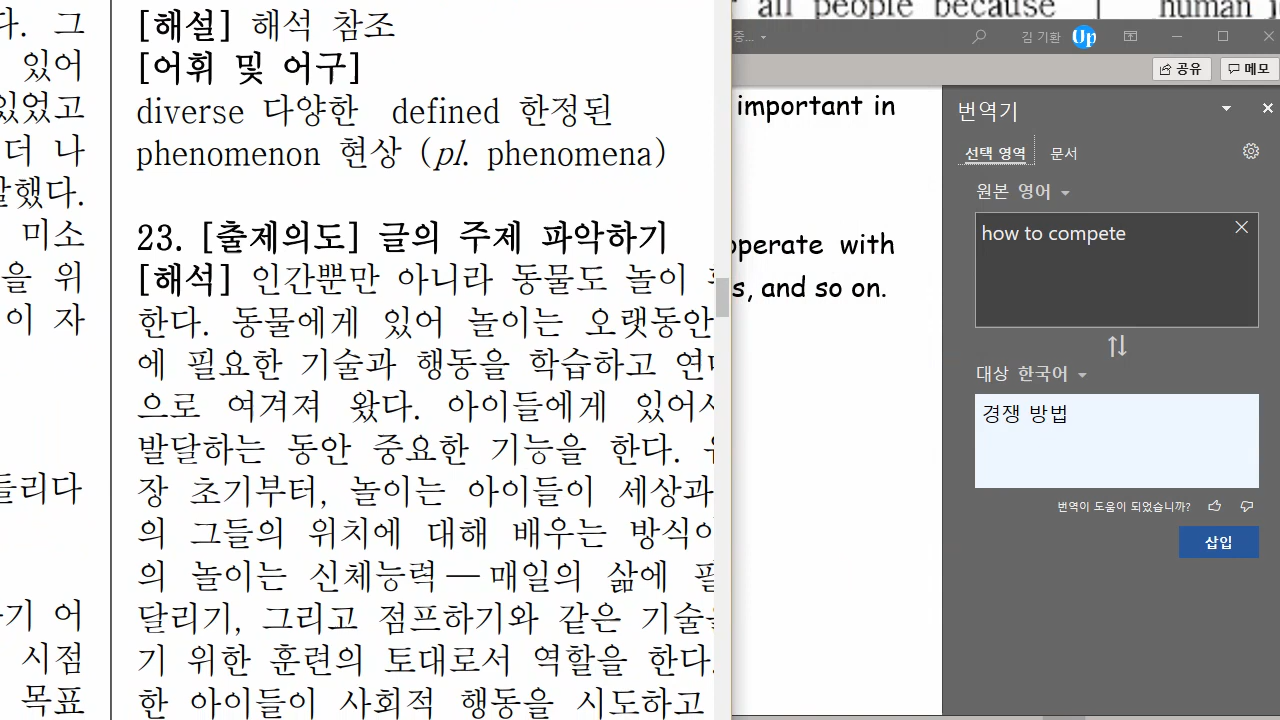 다. 그
있어
있었고
더 나
말했다.
미소
을 위
이 자
들리다
기 어
시점
목표
[해설] 해석 참조
[어휘 및 어구]
diverse 다양한 defined 한정된
phenomenon 현상 (pl. phenomena)
23. [출제의도] 글의 주제 파악하기
[해석] 인간뿐만 아니라 동물도 놀이
한다. 동물에게 있어 놀이는 오랫동안
에 필요한 기술과 행동을 학습하고
으로 여겨져 왔다. 아이들에게 있어서
발달하는 동안 중요한 기능을 한다.
장 초기부터, 놀이는 아이들이 세상과
의 그들의 위치에 대해 배우는 방식이
의 놀이는 신체능력 — 매일의 삶에
달리기, 그리고 점프하기와 같은 기술을
기 위한 훈련의 토대로서 역할을 한다.
한 아이들이 사회적 행동을 시도하고
all people because
human
중...
김 기환
Up
공유
메모
important in
operate with
s, and so on.
번역기
선택 영역 문서
원본 영어
how to compete
대상 한국어
경쟁 방법
번역이 도움이 되었습니까?
삽입